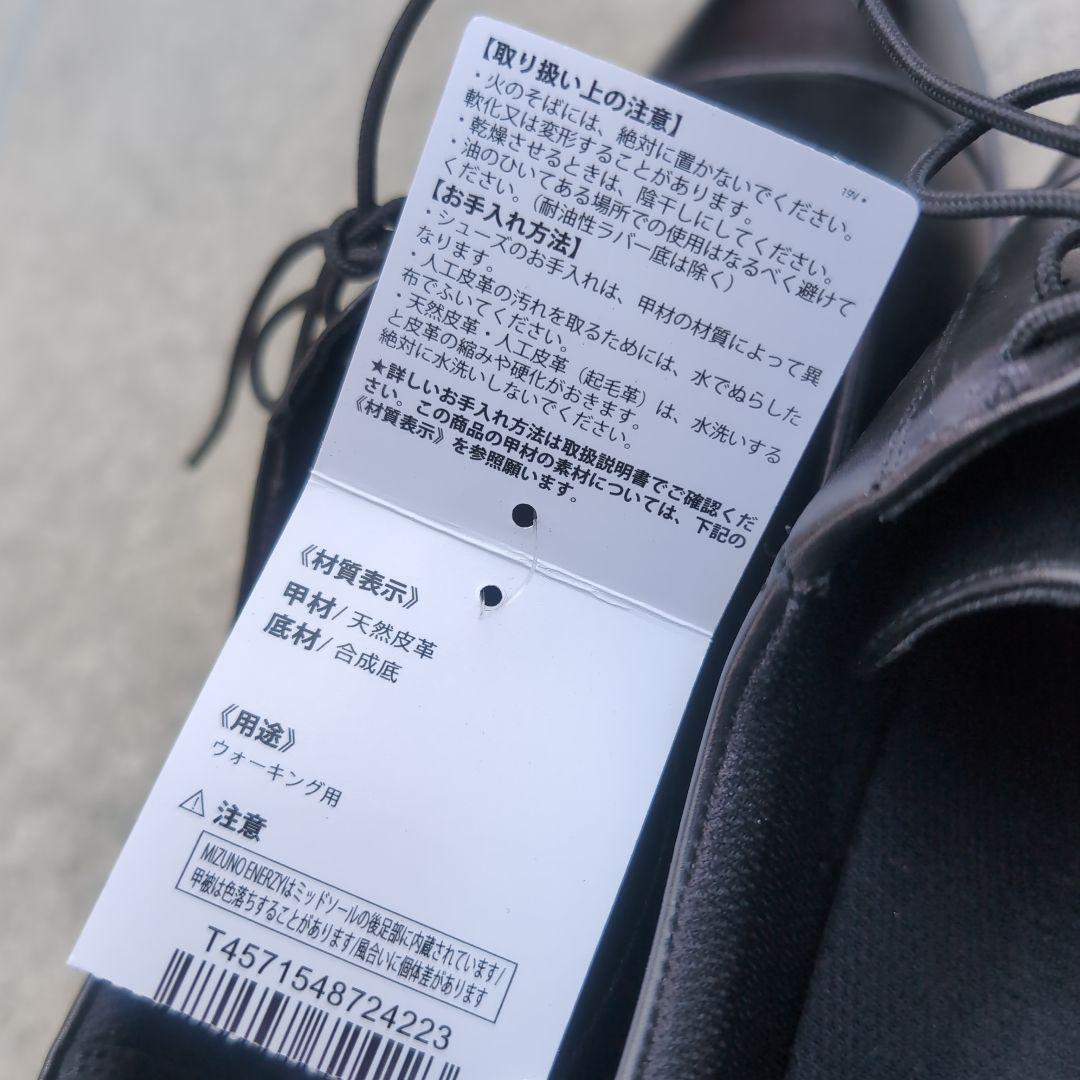 【取り扱い上の注意】
・火のそばには、絶対に置かないでください。
軟化又は変形することがあります。
・乾燥させるときは、陰干しにしてください。
・油のひいてある場所での使用はなるべく避けて
ください。（耐油性ラバー底は除く）
【お手入れ方法】
・シューズのお手入れは、甲材の材質によって異
なります。
・人工皮革の汚れを取るためには、水でぬらした
布でふいてください。
・天然皮革・人工皮革（起毛革）は、水洗いする
と皮革の縮みや硬化がおきます。
絶対に水洗いしないでください。
★詳しいお手入れ方法は取扱説明書でご確認くだ
さい。この商品の甲材の素材については、下記の
《材質表示》を参照願います。
《材質表示》
甲材/天然皮革
底材/合成底
《用途》
ウォーキング用
⚠注意
MIZUNO ENERZYはミッドソールの後足部に内蔵されています/
甲被は色落ちすることがあります/風合いに個体差があります
T4571548724223